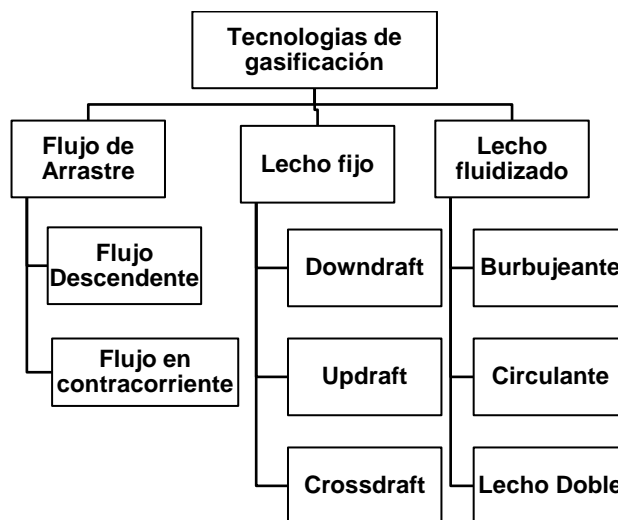 Tecnologias de
gasificación
Flujo de
Arrastre
Flujo
Descendente
Flujo en
contracorriente
Lecho fijo
Downdraft
Updraft
Crossdraft
Lecho
fluidizado
Burbujeante
Circulante
Lecho Doble